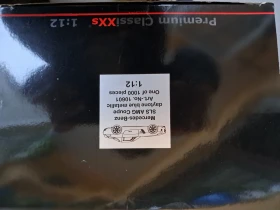 Premium ClassiXXs 1:12
Mercedes-Benz
SLS AMG Coupe
daytona blue metallic
Art.-No. 10601
One of 1000 pieces
1:12